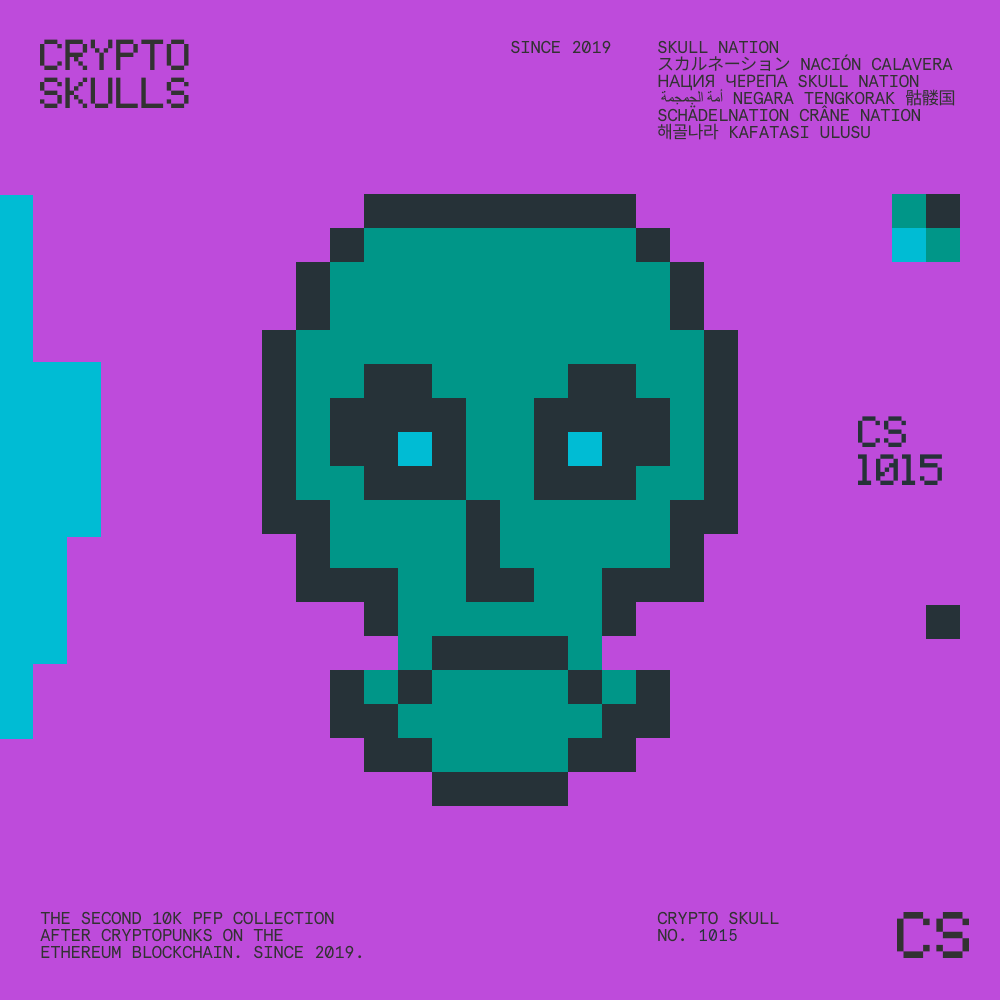 CRYPTO
SKULLS
SINCE 2019
SKULL NATION
スカルネーション NACIÓN CALAVERA
НАЦИЯ ЧЕРЕПА SKULL NATION
أمة الجمجمة NEGARA TENGKORAK 骷髅国
SCHÄDELNATION CRÂNE NATION
해골나라 KAFATASI ULUSU
CS
1015
THE SECOND 10K PFP COLLECTION
AFTER CRYPTOPUNKS ON THE
ETHEREUM BLOCKCHAIN. SINCE 2019.
CRYPTO SKULL
NO. 1015
CS